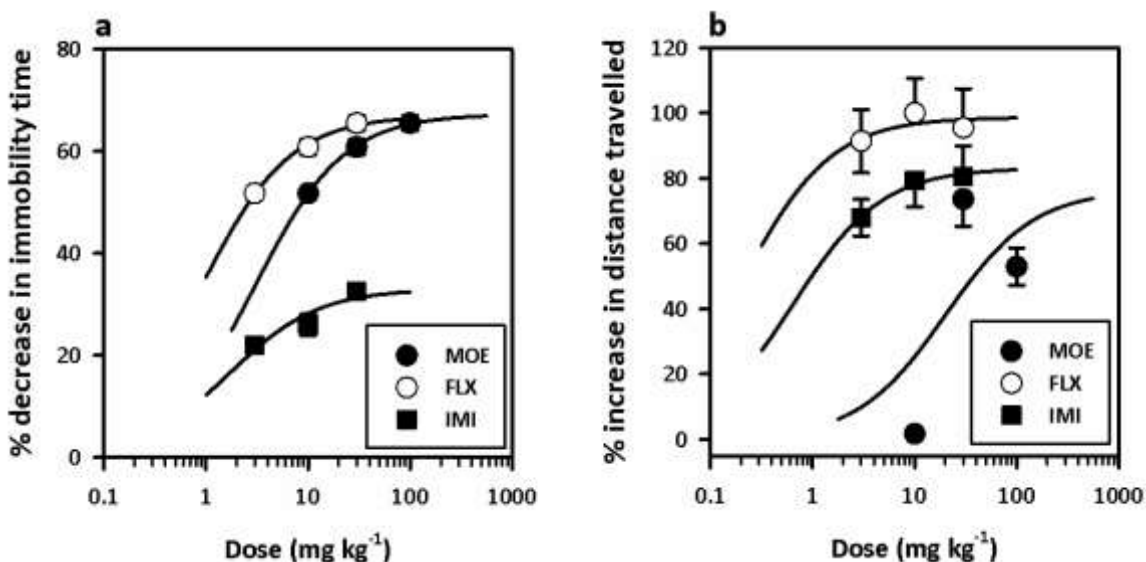 a
80
60
40
20
0
% decrease in immobility time
MOE
FLX
IMI
0.1 1 10 100 1000
Dose (mg kg-1)
b
120
100
80
60
40
20
0
% increase in distance travelled
MOE
FLX
IMI
0.1 1 10 100 1000
Dose (mg kg-1)